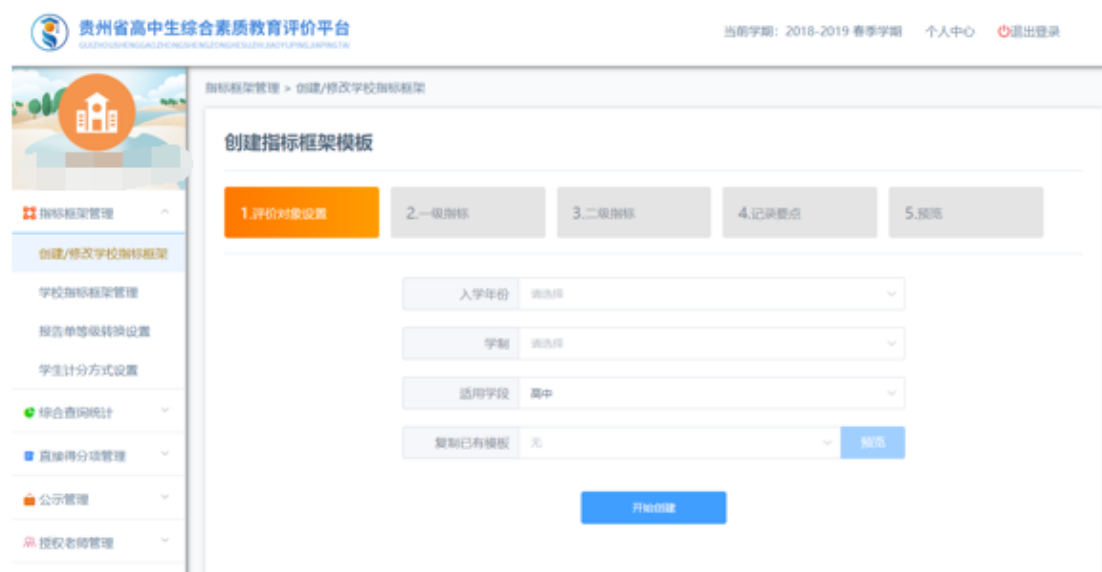 贵州省高中生综合素质教育评价平台
当前学期：2018-2019 春季学期 个人中心 退出登录
指标框架管理 > 创建/修改学校指标框架
创建指标框架模板
1.评价对象设置 2.一级指标 3.二级指标 4.记录要点 5.预览
指标框架管理
创建/修改学校指标框架
学校指标框架管理
报告单等级转换设置
学生计分方式设置
综合查询统计
直接得分项管理
公示管理
授权老师管理
入学年份 请选择
学制 请选择
适用学段 高中
复制已有模板 无 预览
开始创建